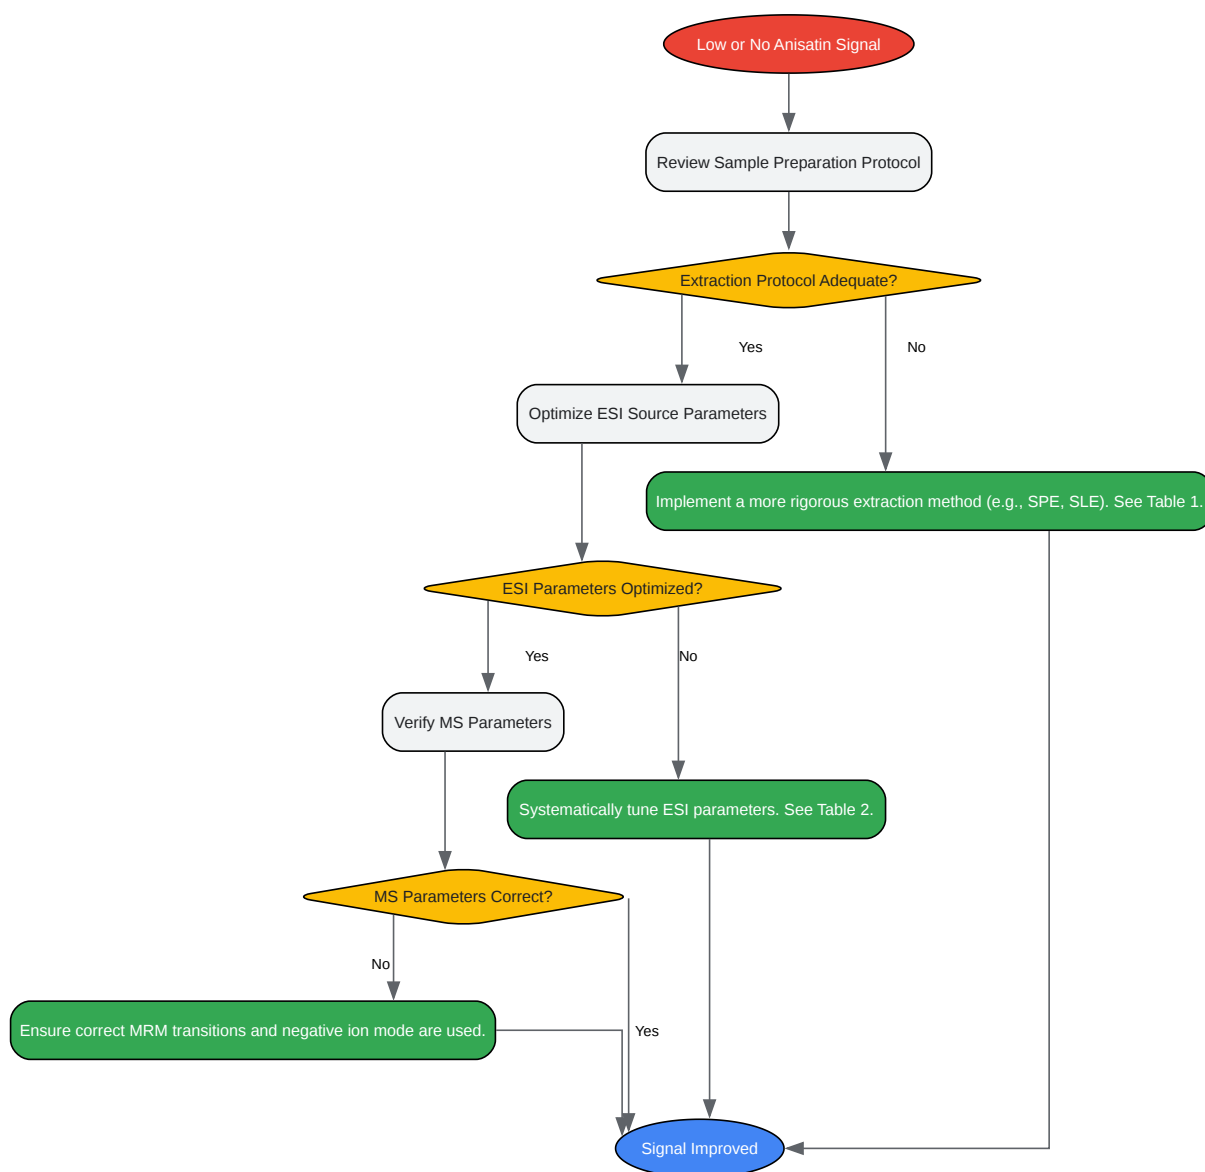 Low or No Anisatin Signal
Review Sample Preparation Protocol
Extraction Protocol Adequate?
Yes
No
Optimize ESI Source Parameters
Implement a more rigorous extraction method (e.g., SPE, SLE). See Table 1.
ESI Parameters Optimized?
Yes
No
Verify MS Parameters
Systematically tune ESI parameters. See Table 2.
MS Parameters Correct?
No
Ensure correct MRM transitions and negative ion mode are used.
Yes
Signal Improved